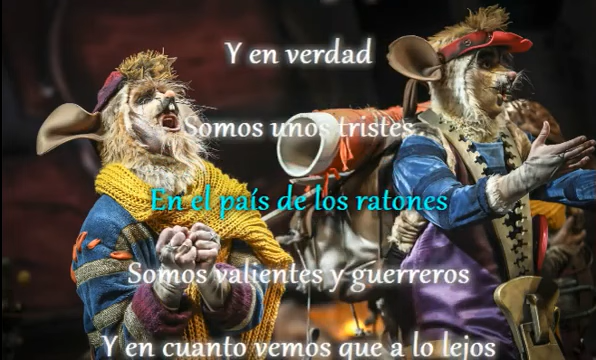 Y en verdad
Somos unos tristes
En el país de los ratones
Somos valientes y guerreros
Y en cuanto vemos que a lo lejos